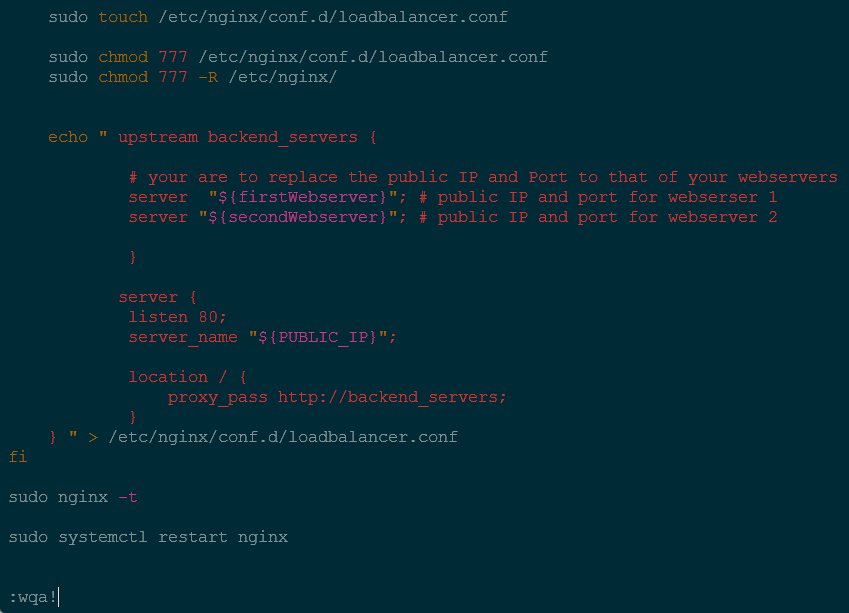 sudo touch /etc/nginx/conf.d/loadbalancer.conf
sudo chmod 777 /etc/nginx/conf.d/loadbalancer.conf
sudo chmod 777 -R /etc/nginx/
echo " upstream backend_servers {
# your are to replace the public IP and Port to that of your webservers
server  "${firstWebserver}"; # public IP and port for webserser 1
server "${secondWebserver}"; # public IP and port for webserver 2
}
server {
listen 80;
server_name "${PUBLIC_IP}";
location / {
proxy_pass http://backend_servers;
}
} " > /etc/nginx/conf.d/loadbalancer.conf
fi
sudo nginx -t
sudo systemctl restart nginx
:wqa!